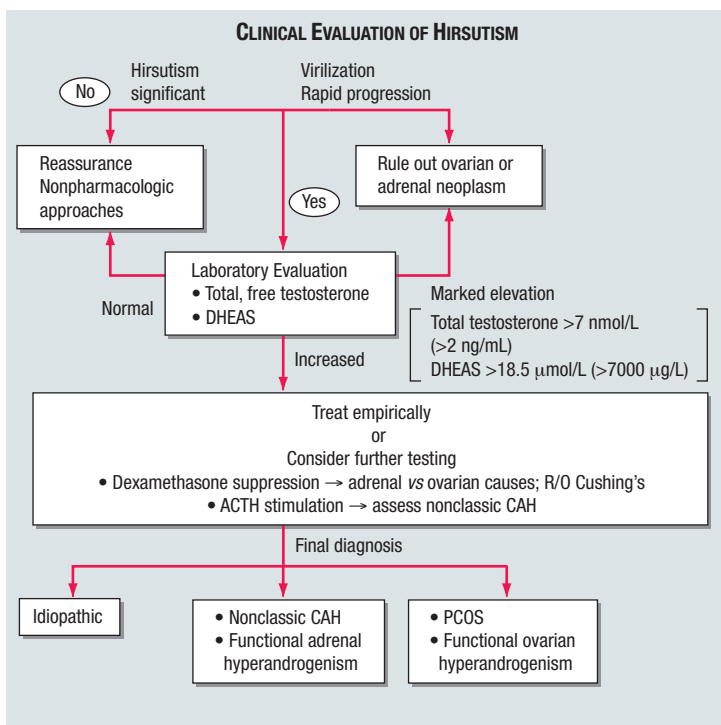 CLINICAL EVALUATION OF HIRSUTISM
No
Hirsutism
significant
Virilization
Rapid progression
Reassurance
Nonpharmacologic
approaches
Rule out ovarian or
adrenal neoplasm
Yes
Laboratory Evaluation
• Total, free testosterone
• DHEAS
Normal
Marked elevation
Total testosterone >7 nmol/L
(>2 ng/mL)
DHEAS >18.5 μmol/L (>7000 μg/L)
Increased
Treat empirically
or
Consider further testing
• Dexamethasone suppression → adrenal vs ovarian causes; R/O Cushing's
• ACTH stimulation → assess nonclassic CAH
Final diagnosis
Idiopathic
• Nonclassic CAH
• Functional adrenal
hyperandrogenism
• PCOS
• Functional ovarian
hyperandrogenism